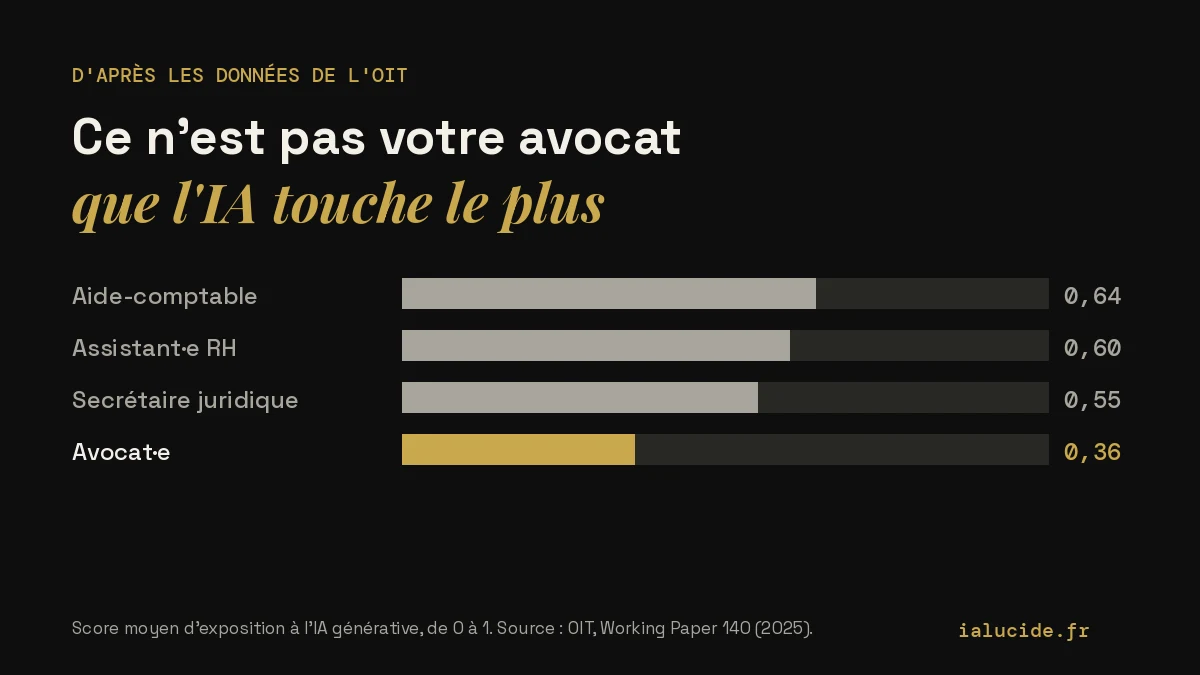 D'APRÈS LES DONNÉES DE L'OIT
Ce n’est pas votre avocat
que l'IA touche le plus
Aide-comptable 0,64
Assistant·e RH 0,60
Secrétaire juridique 0,55
Avocat·e 0,36
Score moyen d’exposition à l’IA générative, de 0 à 1. Source : OIT, Working Paper 140 (2025).
ialucide.fr